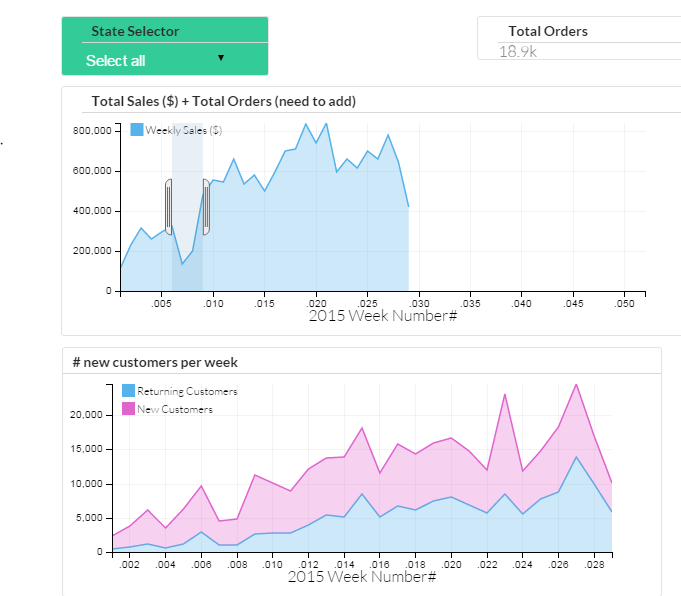 State Selector
Select all
Total Orders
18.9k
Total Sales ($) + Total Orders (need to add)
Weekly Sales ($)
800,000
600,000
400,000
200,000
0
.005 .010 .015 .020 .025 .030 .035 .040 .045 .050
2015 Week Number#
# new customers per week
Returning Customers
New Customers
20,000
15,000
10,000
5,000
0
.002 .004 .006 .008 .010 .012 .014 .016 .018 .020 .022 .024 .026 .028
2015 Week Number#